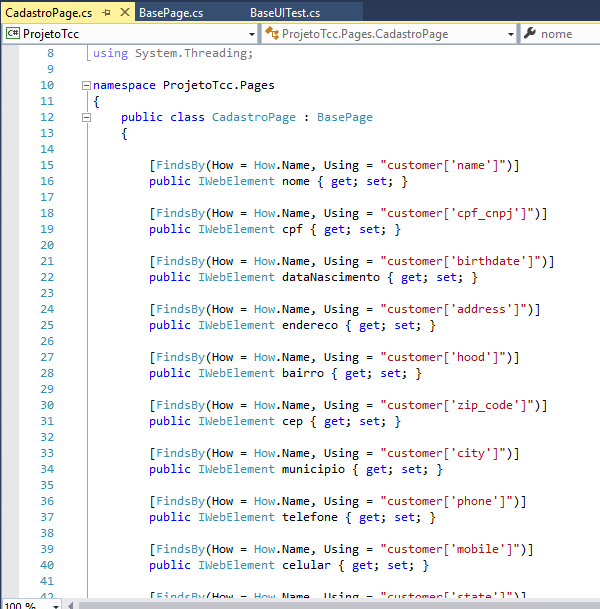 CadastroPage.cs BasePage.cs BaseUITest.cs
C# ProjetoTcc ProjetoTcc.Pages.CadastroPage nome
8 using System.Threading;
9
10 namespace ProjetoTcc.Pages
11 {
12 public class CadastroPage : BasePage
13 {
14
15 [FindsBy(How = How.Name, Using = "customer['name']")]
16 public IWebElement nome { get; set; }
17
18 [FindsBy(How = How.Name, Using = "customer['cpf_cnpj']")]
19 public IWebElement cpf { get; set; }
20
21 [FindsBy(How = How.Name, Using = "customer['birthdate']")]
22 public IWebElement dataNascimento { get; set; }
23
24 [FindsBy(How = How.Name, Using = "customer['address']")]
25 public IWebElement endereco { get; set; }
26
27 [FindsBy(How = How.Name, Using = "customer['hood']")]
28 public IWebElement bairro { get; set; }
29
30 [FindsBy(How = How.Name, Using = "customer['zip_code']")]
31 public IWebElement cep { get; set; }
32
33 [FindsBy(How = How.Name, Using = "customer['city']")]
34 public IWebElement municipio { get; set; }
35
36 [FindsBy(How = How.Name, Using = "customer['phone']")]
37 public IWebElement telefone { get; set; }
38
39 [FindsBy(How = How.Name, Using = "customer['mobile']")]
40 public IWebElement celular { get; set; }
41
42 [FindsBy(How = How.Name, Using = "customer['state']")]
100 %